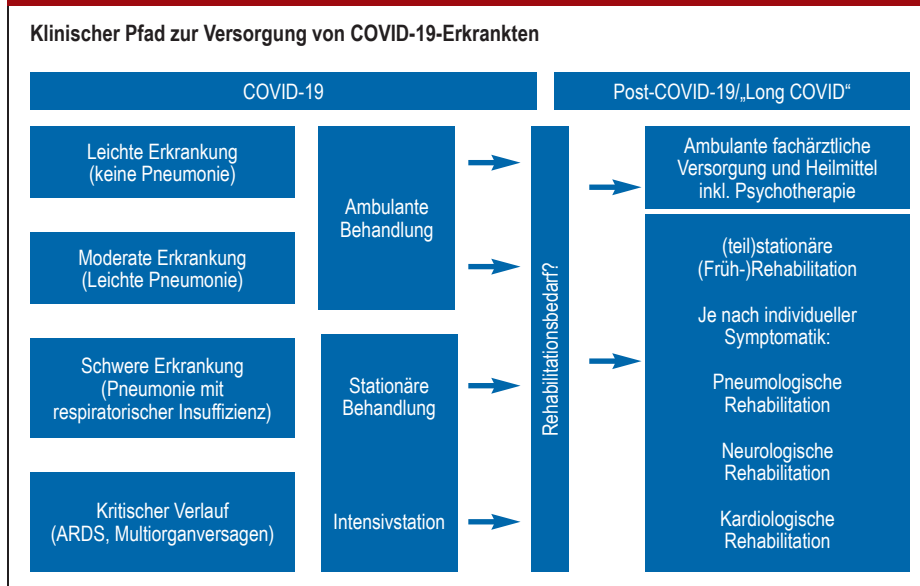 Klinischer Pfad zur Versorgung von COVID-19-Erkrankten
COVID-19
Post-COVID-19/„Long COVID“
Leichte Erkrankung
(keine Pneumonie)
Moderate Erkrankung
(Leichte Pneumonie)
Schwere Erkrankung
(Pneumonie mit
respiratorischer Insuffizienz)
Kritischer Verlauf
(ARDS, Multiorganversagen)
Ambulante
Behandlung
Stationäre
Behandlung
Intensivstation
Rehabilitationsbedarf?
Ambulante fachärztliche
Versorgung und Heilmittel
inkl. Psychotherapie
(teil)stationäre
(Früh-)Rehabilitation
Je nach individueller
Symptomatik:
Pneumologische
Rehabilitation
Neurologische
Rehabilitation
Kardiologische
Rehabilitation